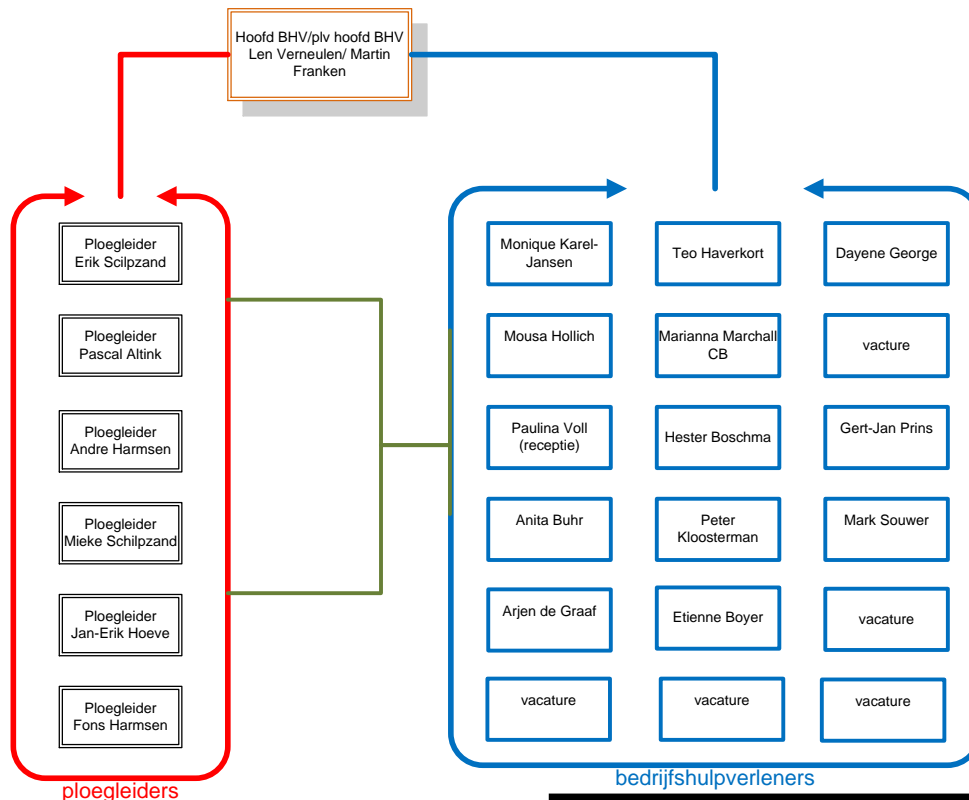 Hoofd BHV/plv hoofd BHV
Len Verneulen/ Martin
Franken
Ploegleider
Erik Scilpzand
Ploegleider
Pascal Altink
Ploegleider
Andre Harmsen
Ploegleider
Mieke Schilpzand
Ploegleider
Jan-Erik Hoeve
Ploegleider
Fons Harmsen
ploegleiders
Monique Karel-
Jansen
Teo Haverkort
Dayene George
Mousa Hollich
Marianna Marchall
CB
vacture
Paulina Voll
(receptie)
Hester Boschma
Gert-Jan Prins
Anita Buhr
Peter
Kloosterman
Mark Souwer
Arjen de Graaf
Etienne Boyer
vacature
vacature
vacature
vacature
bedrijfshulpverleners